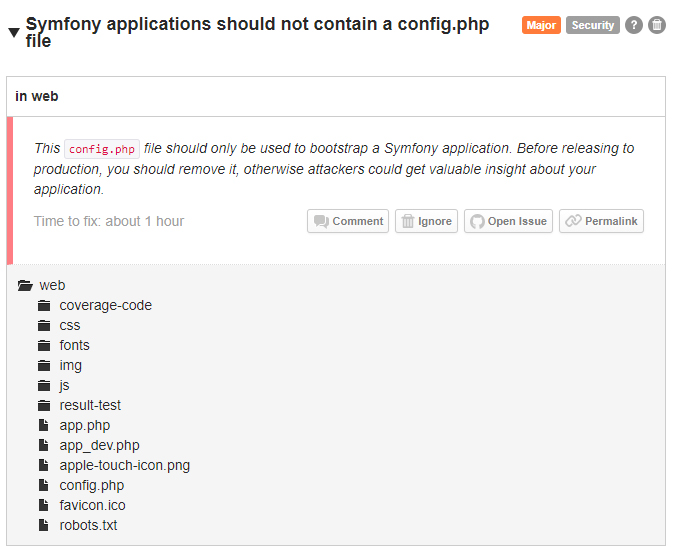 Symfony applications should not contain a config.php
file
Major
Security
?
in web
This config.php file should only be used to bootstrap a Symfony application. Before releasing to
production, you should remove it, otherwise attackers could get valuable insight about your
application.
Time to fix: about 1 hour
Comment
Ignore
Open Issue
Permalink
web
coverage-code
css
fonts
img
js
result-test
app.php
app_dev.php
apple-touch-icon.png
config.php
favicon.ico
robots.txt